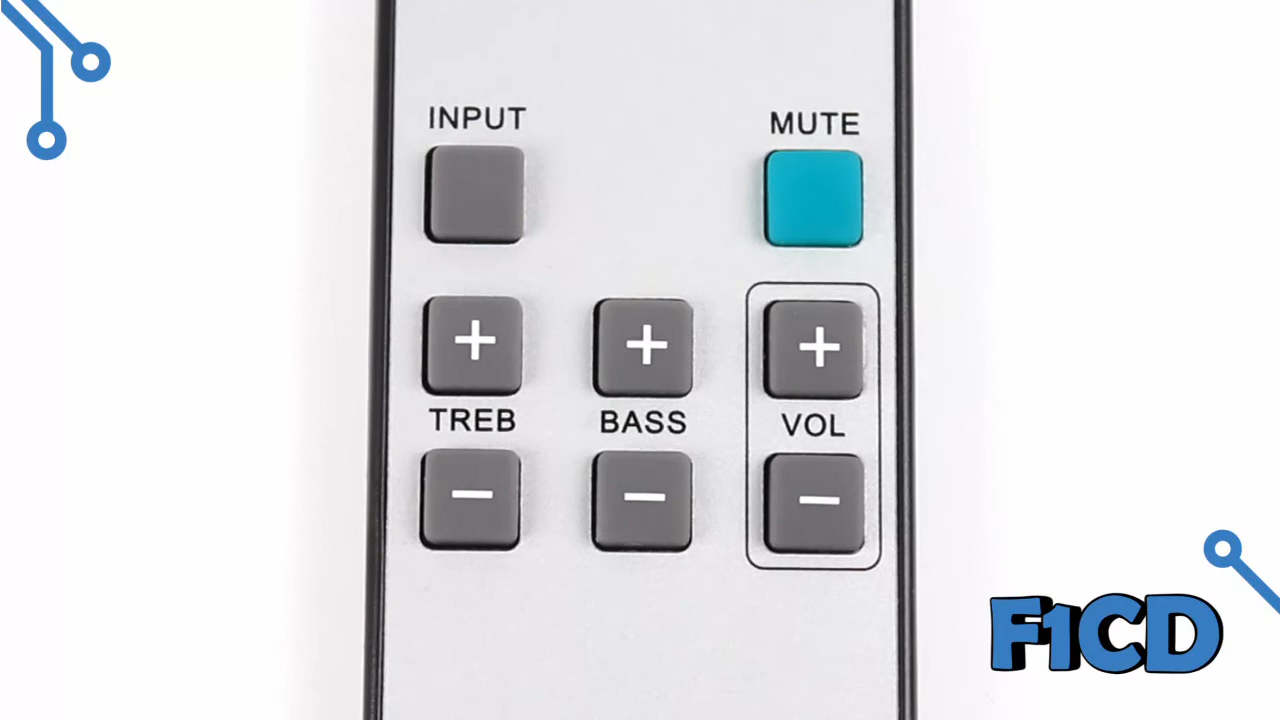 INPUT MUTE
+ + +
TREB BASS VOL
− − −
F1CD